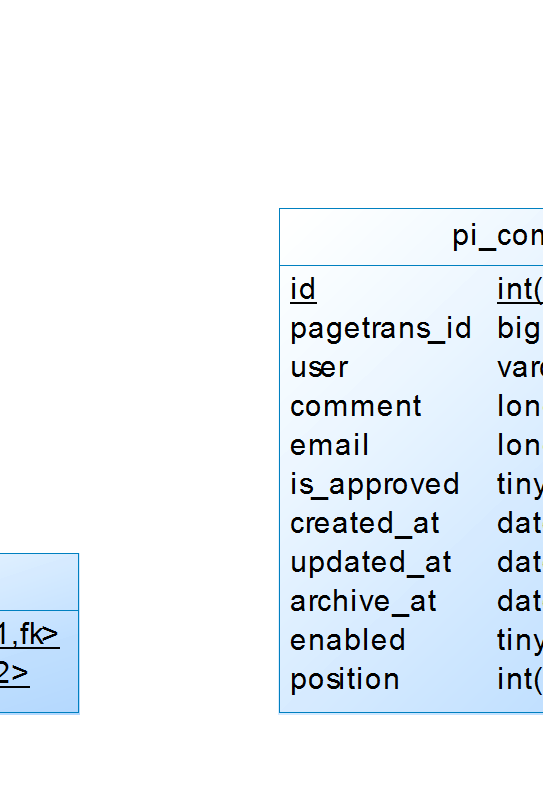 pi_con
id int(
pagetrans_id big
user varc
comment lon
email lon
is_approved tiny
created_at dat
updated_at dat
archive_at dat
enabled tiny
position int(
1,fk>
2>